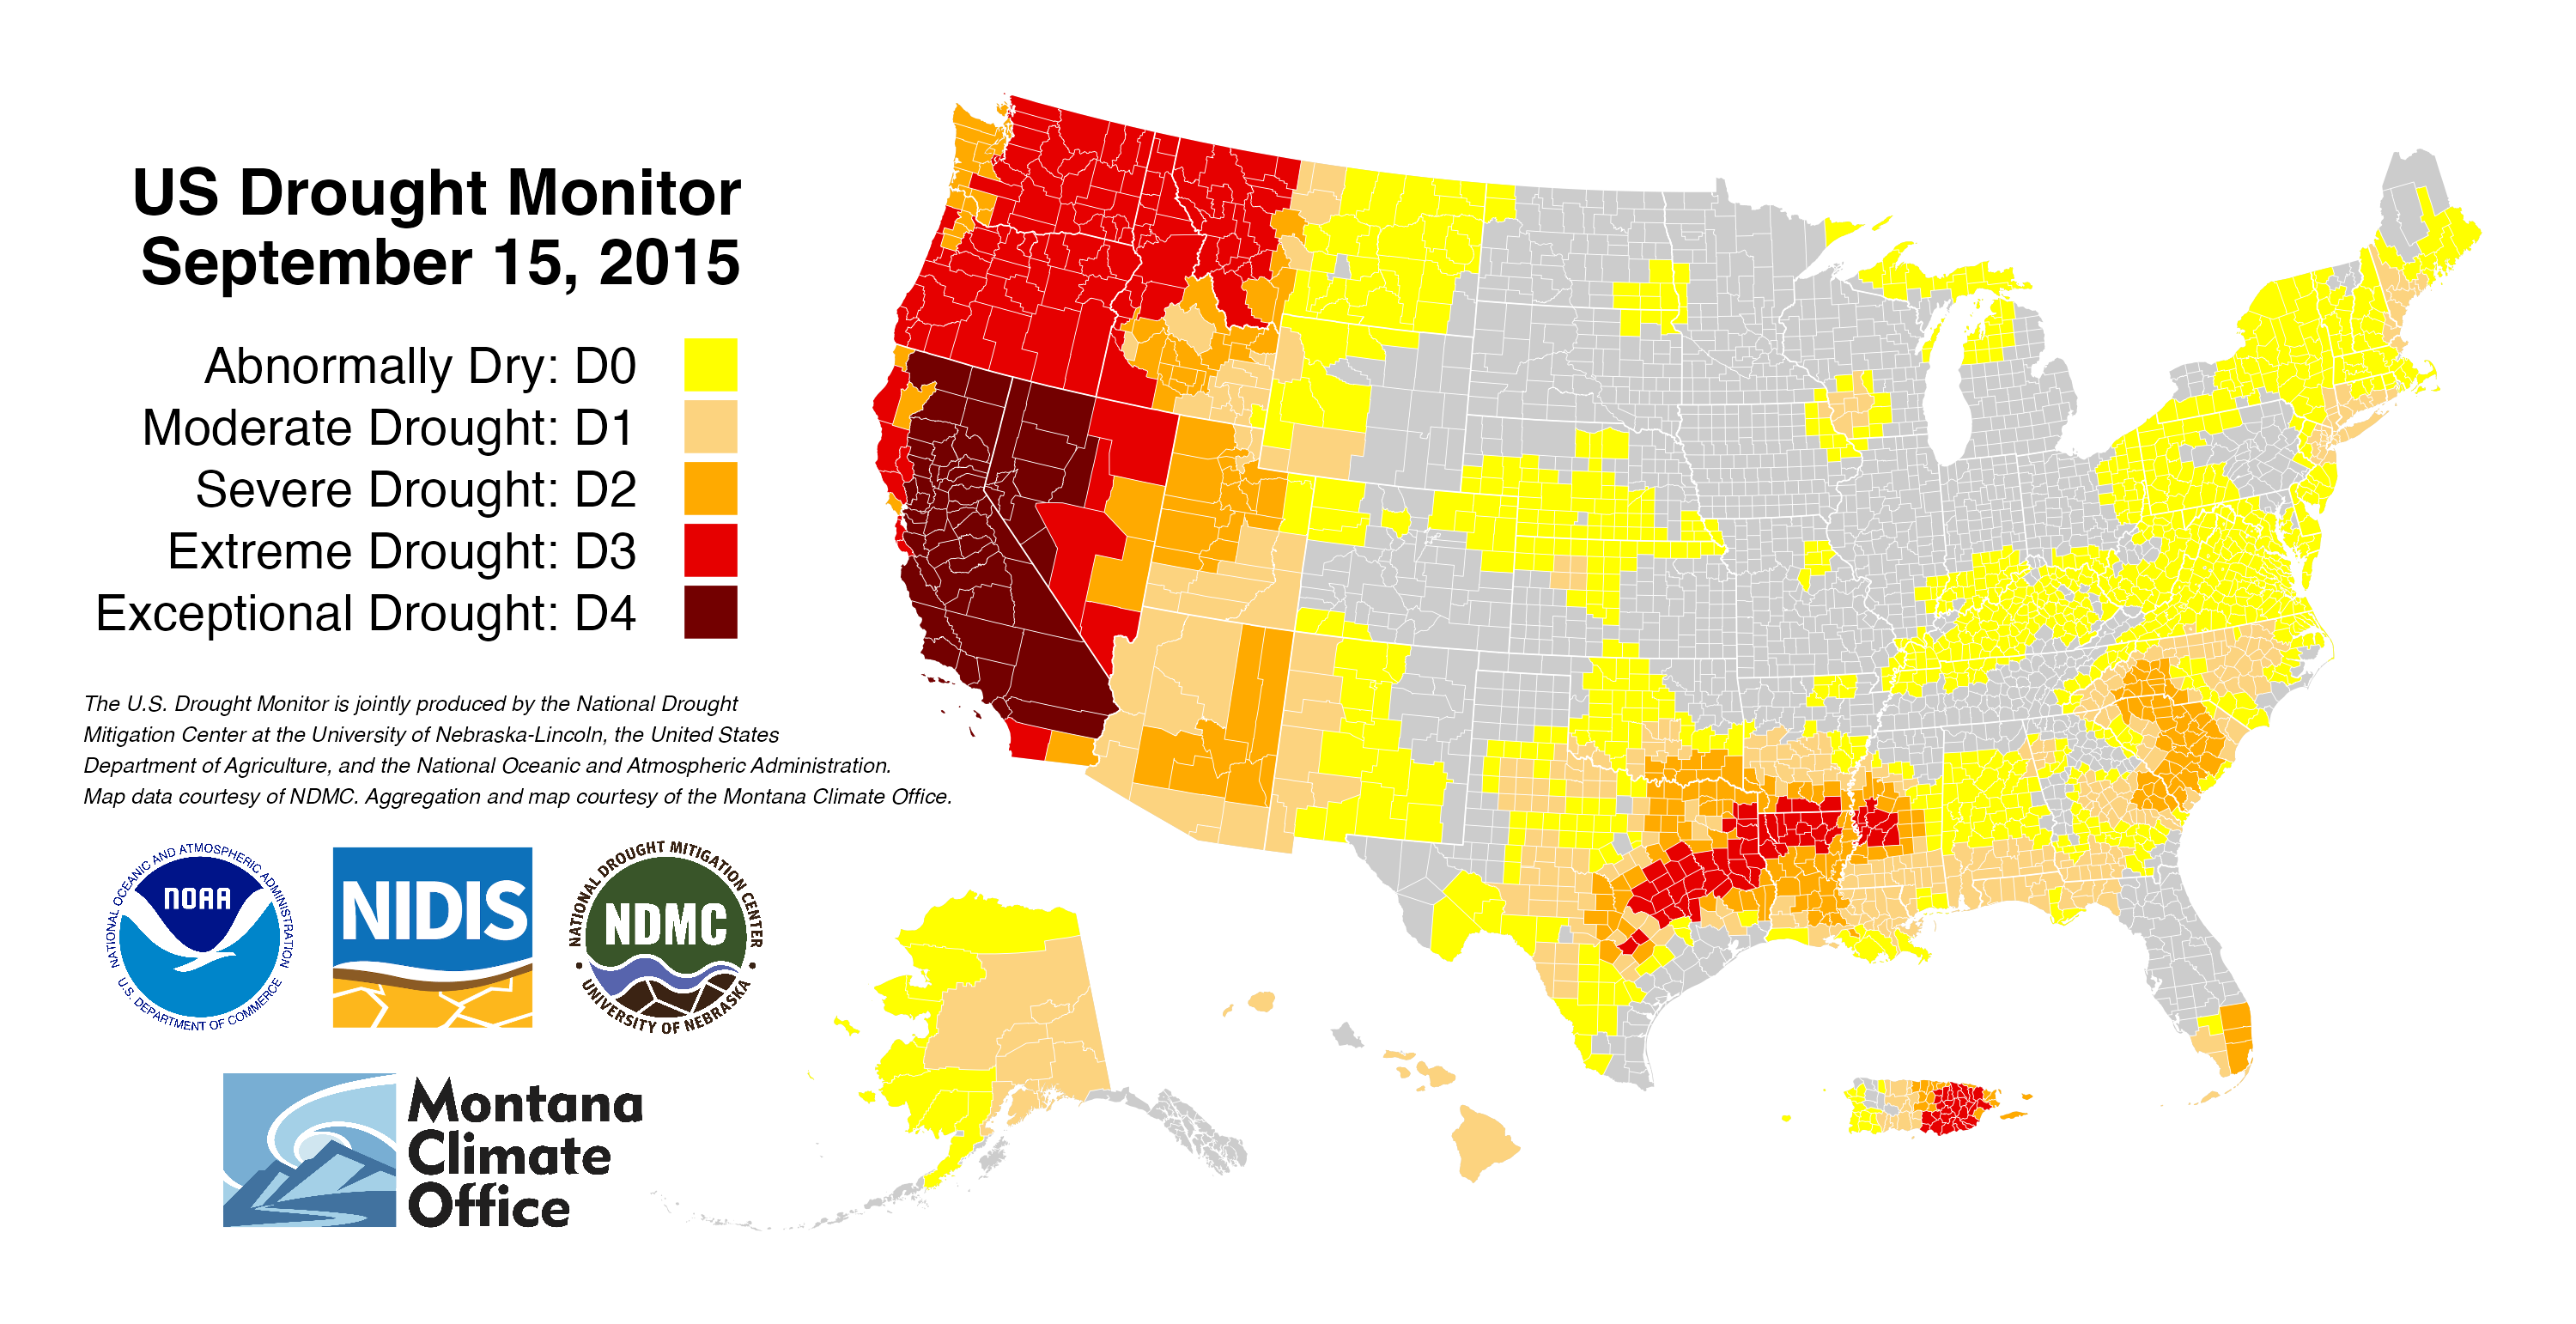 US Drought Monitor
September 15, 2015
Abnormally Dry: D0
Moderate Drought: D1
Severe Drought: D2
Extreme Drought: D3
Exceptional Drought: D4
The U.S. Drought Monitor is jointly produced by the National Drought
Mitigation Center at the University of Nebraska-Lincoln, the United States
Department of Agriculture, and the National Oceanic and Atmospheric Administration.
Map data courtesy of NDMC. Aggregation and map courtesy of the Montana Climate Office.
NATIONAL OCEANIC AND ATMOSPHERIC ADMINISTRATION
NOAA
U.S. DEPARTMENT OF COMMERCE
NIDIS
NATIONAL DROUGHT MITIGATION CENTER
NDMC
UNIVERSITY OF NEBRASKA
Montana
Climate
Office